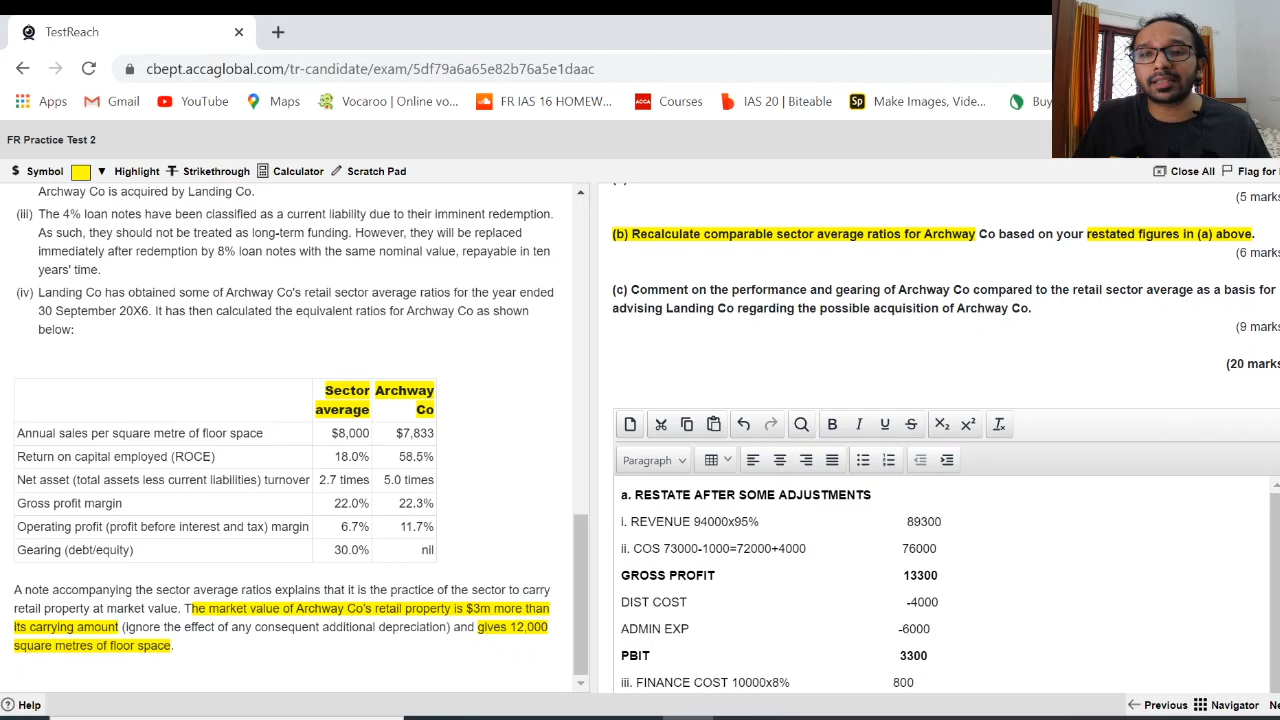 TestReach
cbept.accaglobal.com/tr-candidate/exam/5df79a6a65e82b76a5e1daac
Apps Gmail YouTube Maps Vocaroo | Online vo... FR IAS 16 HOMEW... Courses IAS 20 | Biteable Make Images, Vide... Buy
FR Practice Test 2
$ Symbol Highlight Strikethrough Calculator Scratch Pad Close All Flag for
Archway Co is acquired by Landing Co.
(iii) The 4% loan notes have been classified as a current liability due to their imminent redemption.
As such, they should not be treated as long-term funding. However, they will be replaced
immediately after redemption by 8% loan notes with the same nominal value, repayable in ten
years' time.
(iv) Landing Co has obtained some of Archway Co's retail sector average ratios for the year ended
30 September 20X6. It has then calculated the equivalent ratios for Archway Co as shown
below:
Sector average Archway Co
Annual sales per square metre of floor space $8,000 $7,833
Return on capital employed (ROCE) 18.0% 58.5%
Net asset (total assets less current liabilities) turnover 2.7 times 5.0 times
Gross profit margin 22.0% 22.3%
Operating profit (profit before interest and tax) margin 6.7% 11.7%
Gearing (debt/equity) 30.0% nil
A note accompanying the sector average ratios explains that it is the practice of the sector to carry
retail property at market value. The market value of Archway Co's retail property is $3m more than
its carrying amount (ignore the effect of any consequent additional depreciation) and gives 12,000
square metres of floor space.
(5 marks
(b) Recalculate comparable sector average ratios for Archway Co based on your restated figures in (a) above.
(6 marks
(c) Comment on the performance and gearing of Archway Co compared to the retail sector average as a basis for
advising Landing Co regarding the possible acquisition of Archway Co.
(9 marks
(20 marks
B I U S X2 X2 Ix
Paragraph
a. RESTATE AFTER SOME ADJUSTMENTS
i. REVENUE 94000x95% 89300
ii. COS 73000-1000=72000+4000 76000
GROSS PROFIT 13300
DIST COST -4000
ADMIN EXP -6000
PBIT 3300
iii. FINANCE COST 10000x8% 800
Help Previous Navigator Ne